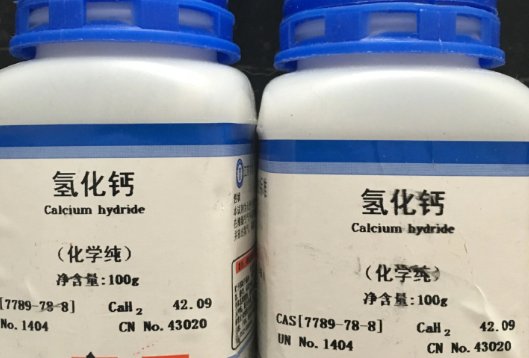 氢化钙
Calcium hydride
(化学纯)
净含量:100g
[7789-78-8] CaH2 42.09
No. 1404 CN No. 43020
氢化钙
Calcium hydride
(化学纯)
净含量:100g
CAS[7789-78-8] CaH2 42.09
UN No. 1404 CN No. 43020